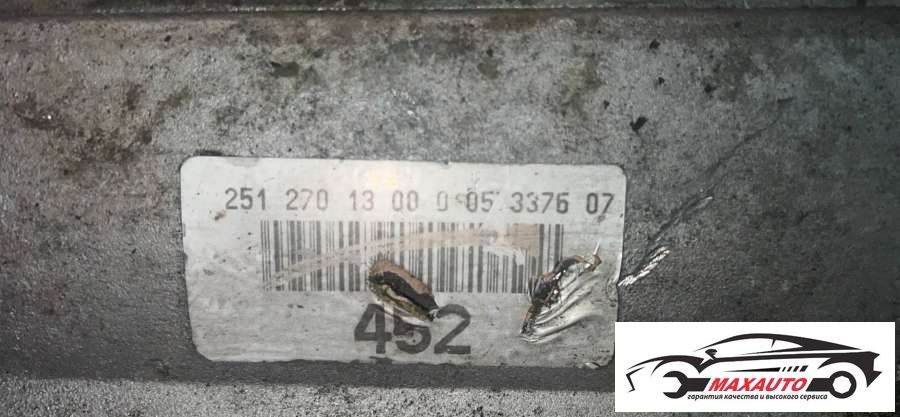 251 270 13 00 0 05 3376 07
452
MAXAUTO
гарантия качества и высокого сервиса